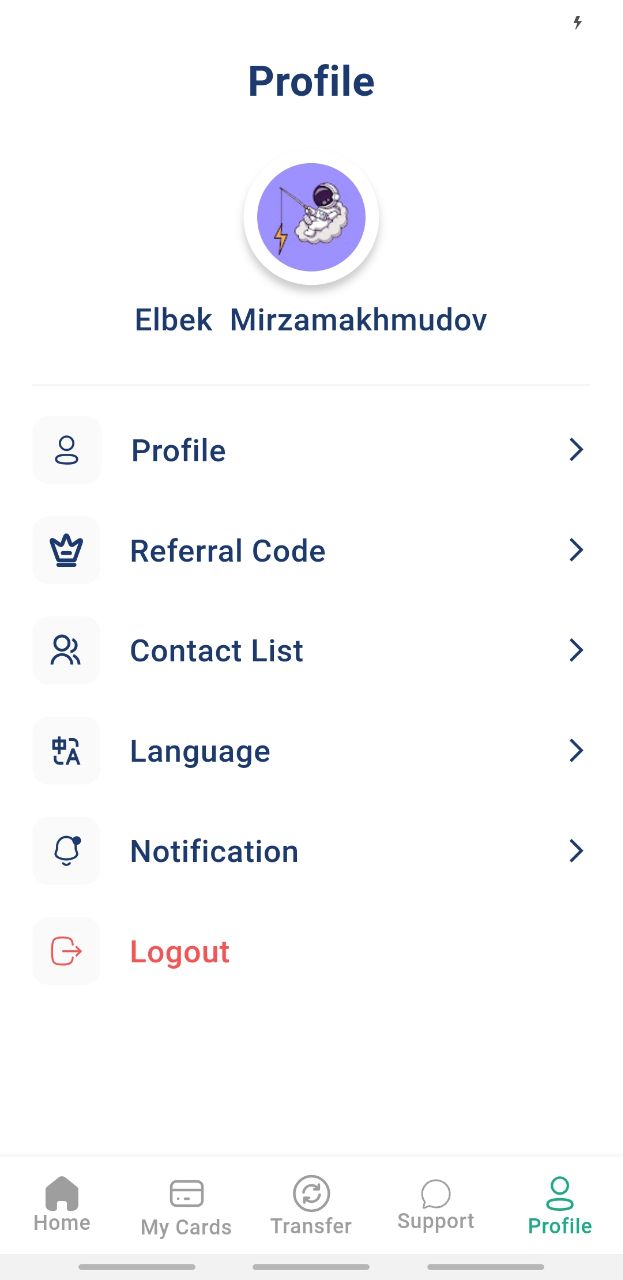 Profile
Elbek Mirzamakhmudov
Profile
Referral Code
Contact List
Language
Notification
Logout
Home
My Cards
Transfer
Support
Profile